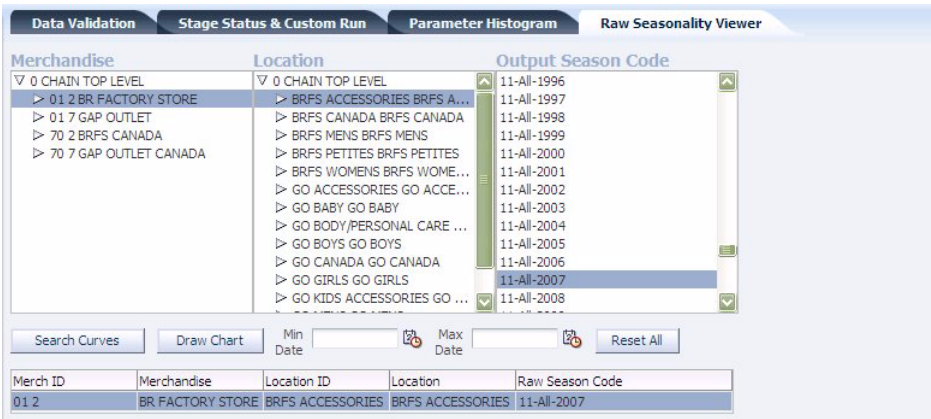 Data Validation Stage Status & Custom Run Parameter Histogram Raw Seasonality Viewer
Merchandise Location Output Season Code
0 CHAIN TOP LEVEL
01 2 BR FACTORY STORE
01 7 GAP OUTLET
70 2 BRFS CANADA
70 7 GAP OUTLET CANADA
0 CHAIN TOP LEVEL
BRFS ACCESSORIES BRFS A...
BRFS CANADA BRFS CANADA
BRFS MENS BRFS MENS
BRFS PETITES BRFS PETITES
BRFS WOMENS BRFS WOME...
GO ACCESSORIES GO ACCE...
GO BABY GO BABY
GO BODY/PERSONAL CARE ...
GO BOYS GO BOYS
GO CANADA GO CANADA
GO GIRLS GO GIRLS
GO KIDS ACCESSORIES GO ...
11-All-1996
11-All-1997
11-All-1998
11-All-1999
11-All-2000
11-All-2001
11-All-2002
11-All-2003
11-All-2004
11-All-2005
11-All-2006
11-All-2007
11-All-2008
Search Curves Draw Chart Min Date Max Date Reset All
Merch ID Merchandise Location ID Location Raw Season Code
01 2 BR FACTORY STORE BRFS ACCESSORIES BRFS ACCESSORIES 11-All-2007